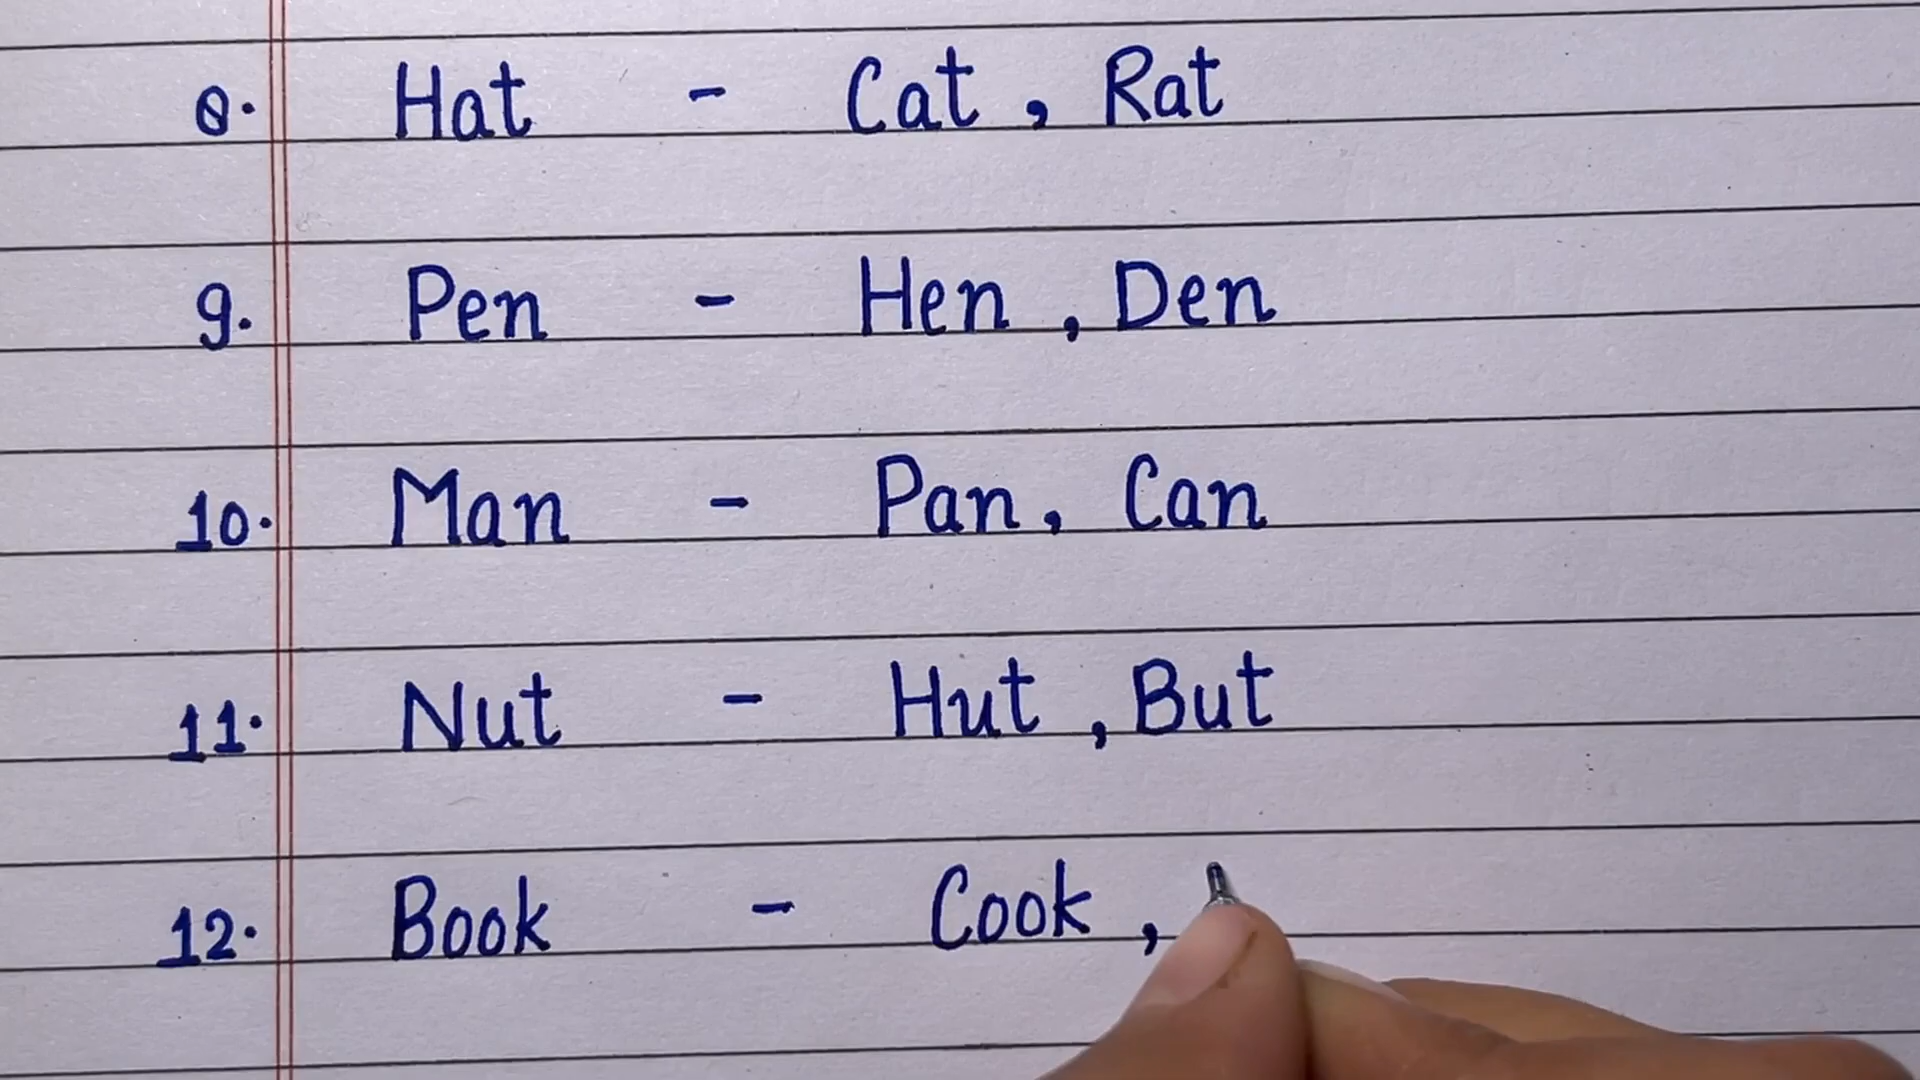 8. Hat - Cat, Rat
9. Pen - Hen, Den
10. Man - Pan, Can
11. Nut - Hut, But
12. Book - Cook,